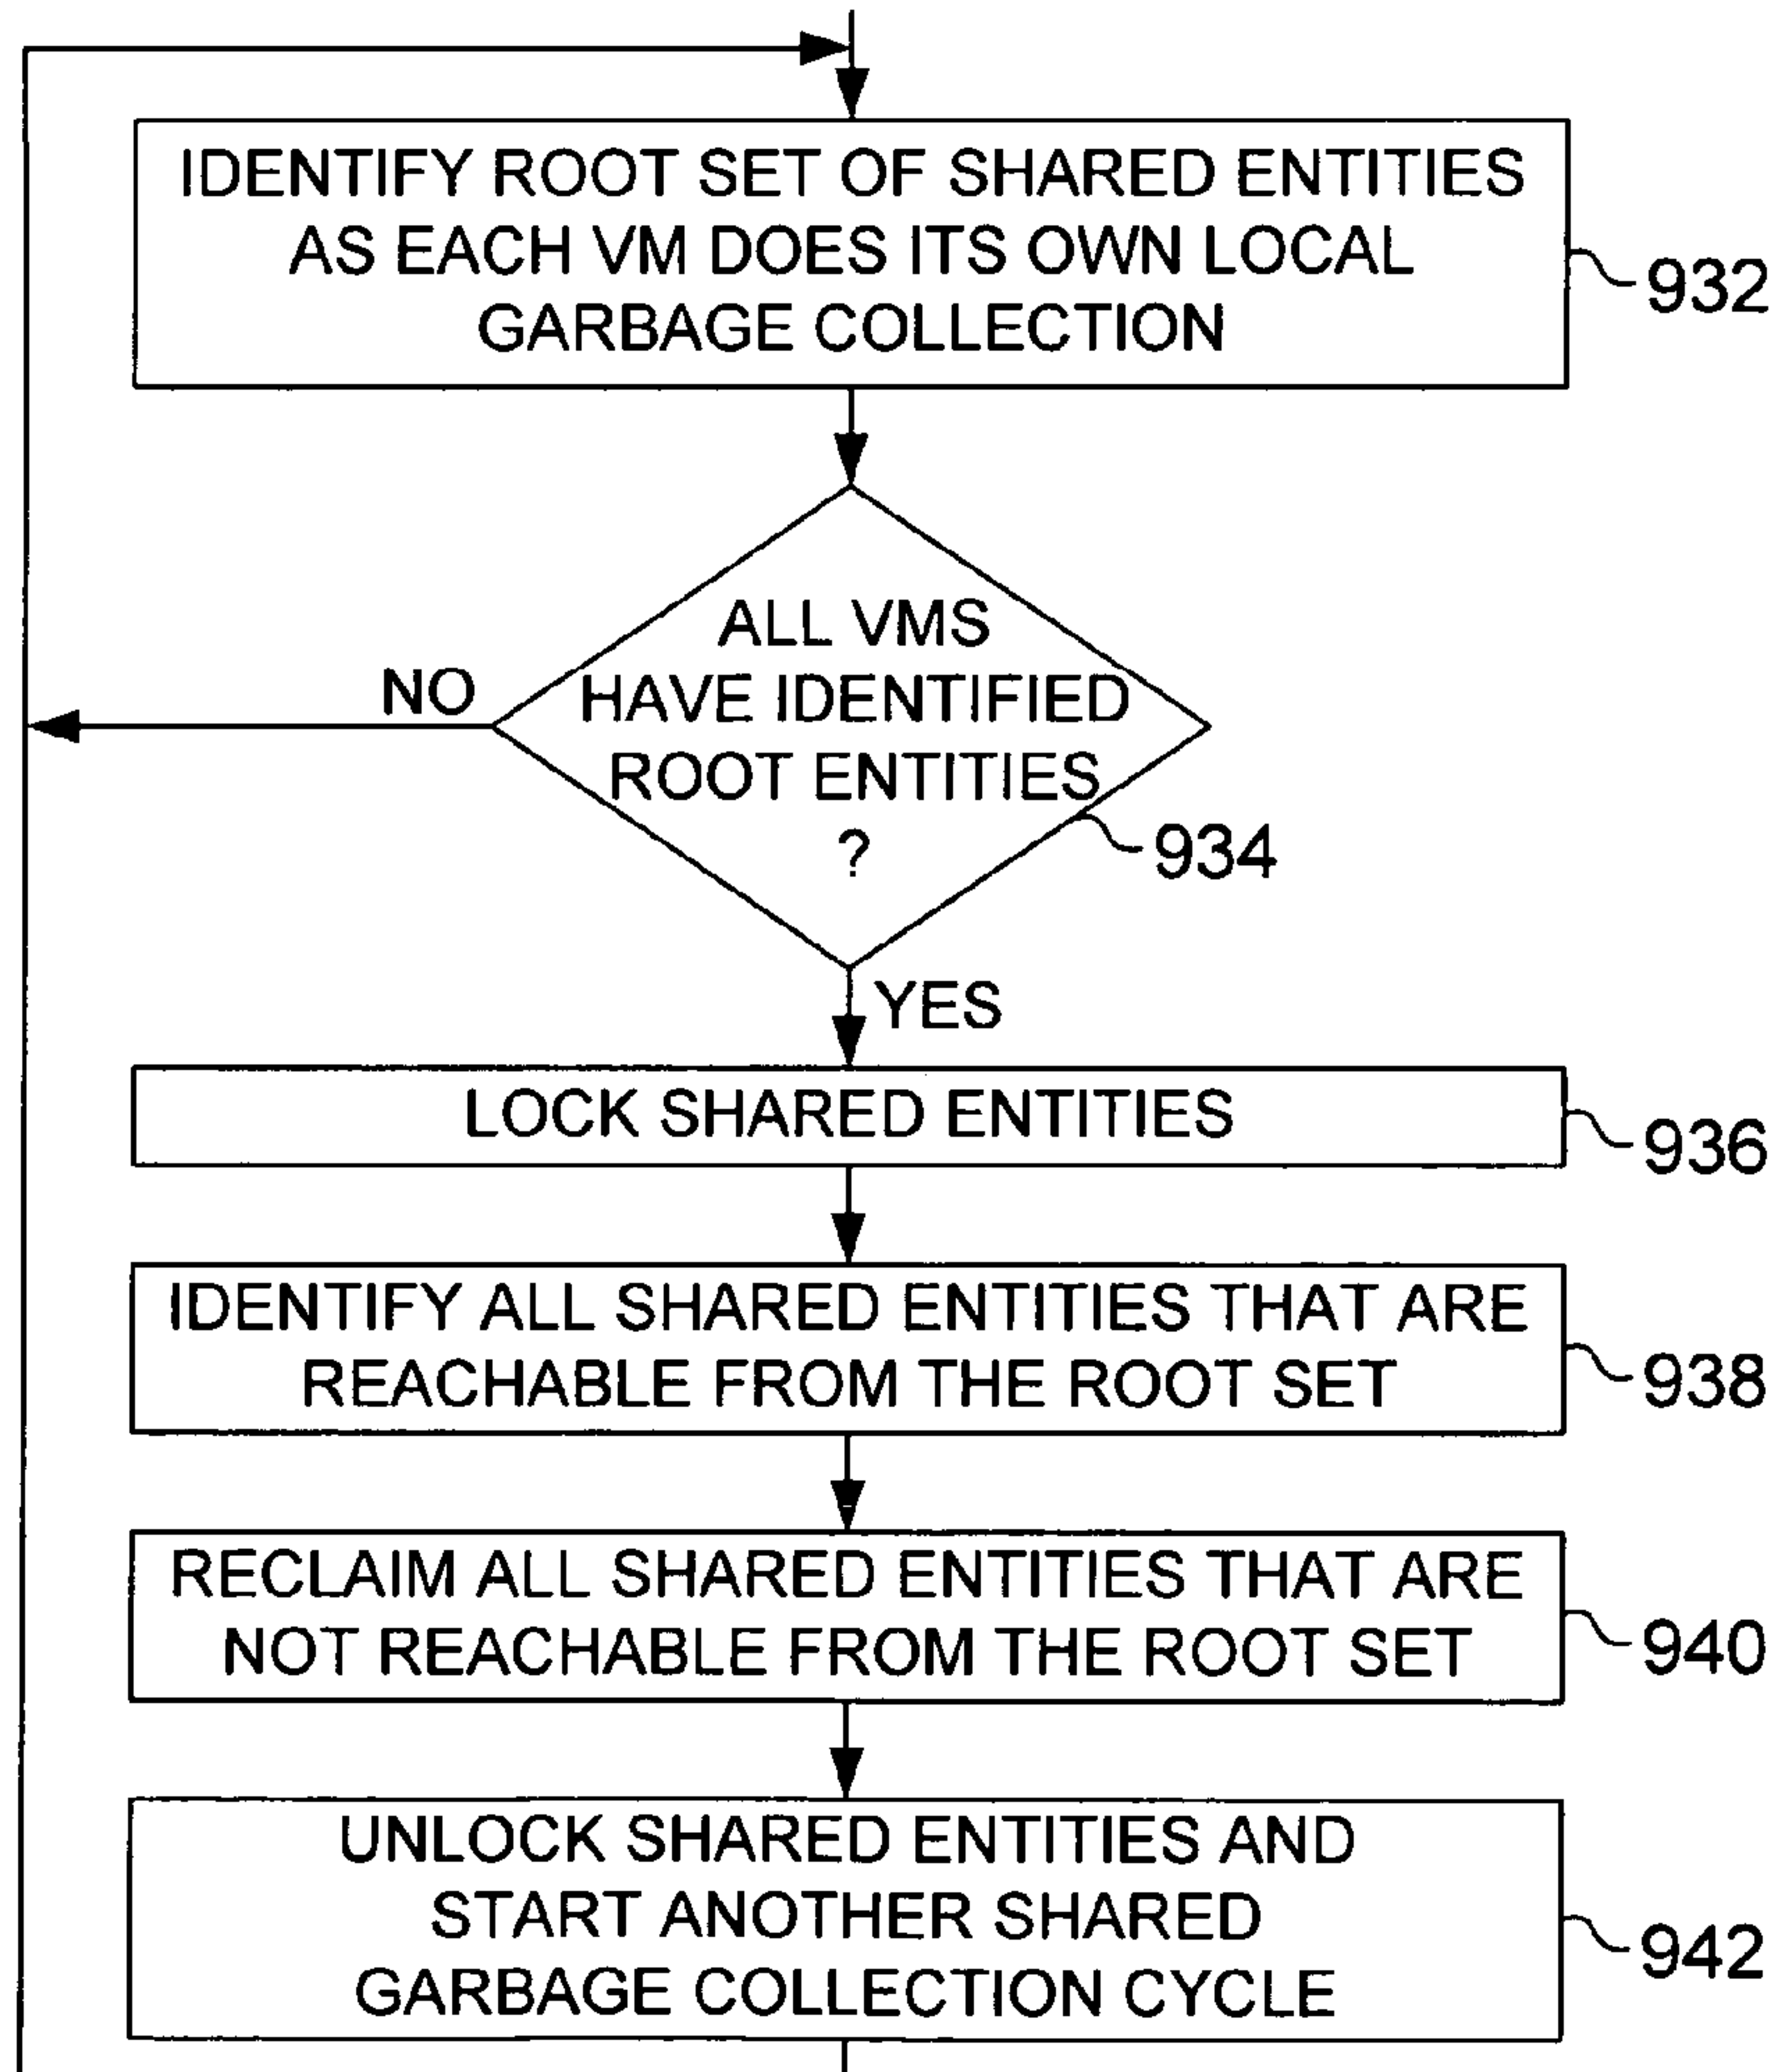 IDENTIFY ROOT SET OF SHARED ENTITIES
AS EACH VM DOES ITS OWN LOCAL
GARBAGE COLLECTION
932
ALL VMS
HAVE IDENTIFIED
ROOT ENTITIES
?
934
NO
YES
LOCK SHARED ENTITIES
936
IDENTIFY ALL SHARED ENTITIES THAT ARE
REACHABLE FROM THE ROOT SET
938
RECLAIM ALL SHARED ENTITIES THAT ARE
NOT REACHABLE FROM THE ROOT SET
940
UNLOCK SHARED ENTITIES AND
START ANOTHER SHARED
GARBAGE COLLECTION CYCLE
942